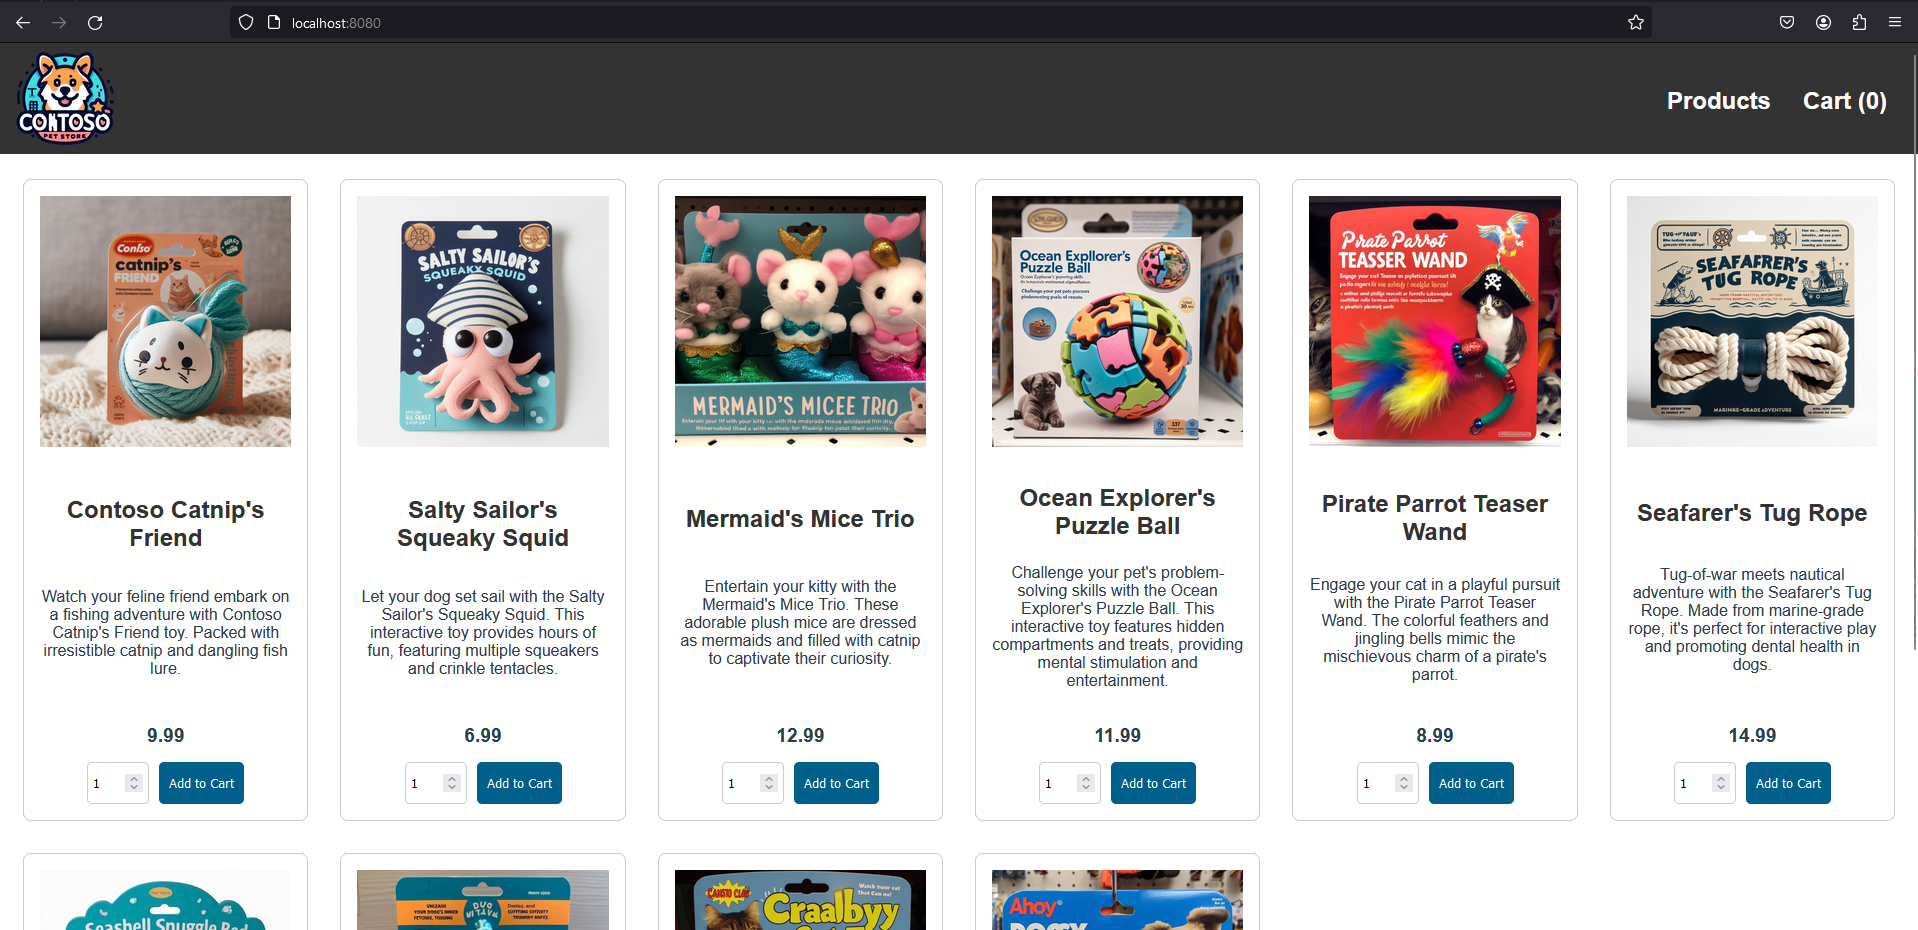 localhost:8080
CONTOSO
PET STORE
Products
Cart (0)
Contoso
catnip's
FRIEND
SALTY SAILOR'S
SQUEAKY SQUID
MERMAID'S MICEE TRIO
Ocean Expllorer's
Puzzle Ball
Pirate Parrot
TEASER WAND
SEAFAFRER'S
TUG ROPE
MARINRE-GRADE ADVENTURE
Contoso Catnip's
Friend
Watch your feline friend embark on
a fishing adventure with Contoso
Catnip's Friend toy. Packed with
irresistible catnip and dangling fish
lure.
9.99
1
Add to Cart
Salty Sailor's
Squeaky Squid
Let your dog set sail with the Salty
Sailor's Squeaky Squid. This
interactive toy provides hours of
fun, featuring multiple squeakers
and crinkle tentacles.
6.99
1
Add to Cart
Mermaid's Mice Trio
Entertain your kitty with the
Mermaid's Mice Trio. These
adorable plush mice are dressed
as mermaids and filled with catnip
to captivate their curiosity.
12.99
1
Add to Cart
Ocean Explorer's
Puzzle Ball
Challenge your pet's problem-
solving skills with the Ocean
Explorer's Puzzle Ball. This
interactive toy features hidden
compartments and treats, providing
mental stimulation and
entertainment.
11.99
1
Add to Cart
Pirate Parrot Teaser
Wand
Engage your cat in a playful pursuit
with the Pirate Parrot Teaser
Wand. The colorful feathers and
jingling bells mimic the
mischievous charm of a pirate's
parrot.
8.99
1
Add to Cart
Seafarer's Tug Rope
Tug-of-war meets nautical
adventure with the Seafarer's Tug
Rope. Made from marine-grade
rope, it's perfect for interactive play
and promoting dental health in
dogs.
14.99
1
Add to Cart
Seashell Snuggle Bed
Craalbyy
Ahoy